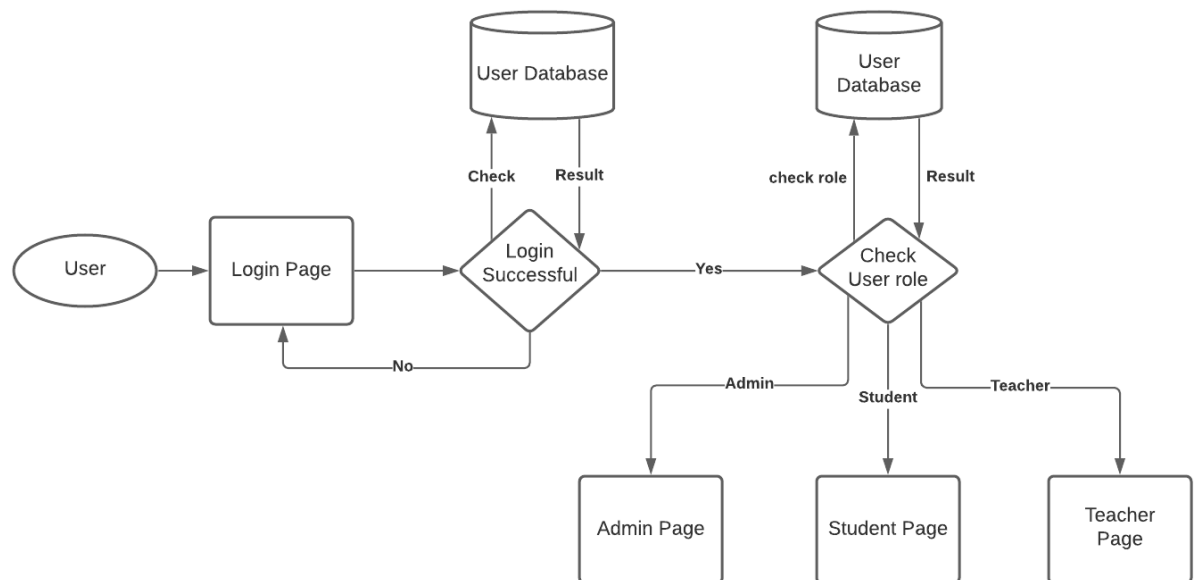 User Database
User
Database
Check
Result
check role
Result
User
Login Page
Login
Successful
Yes
Check
User role
No
Admin
Student
Teacher
Admin Page
Student Page
Teacher
Page